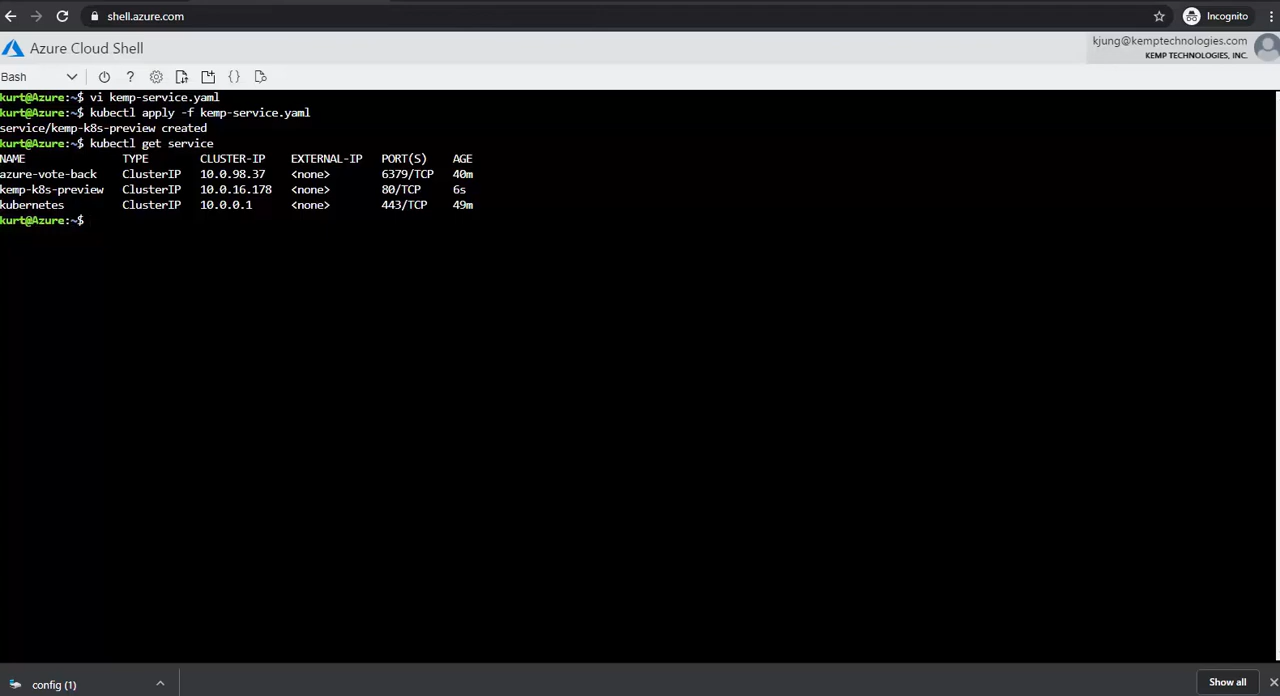 shell.azure.com
Incognito
Azure Cloud Shell
kjung@kemptechnologies.com
KEMP TECHNOLOGIES, INC.
Bash
?
{}
kurt@Azure:~$ vi kemp-service.yaml
kurt@Azure:~$ kubectl apply -f kemp-service.yaml
service/kemp-k8s-preview created
kurt@Azure:~$ kubectl get service
NAME TYPE CLUSTER-IP EXTERNAL-IP PORT(S) AGE
azure-vote-back ClusterIP 10.0.98.37 <none> 6379/TCP 40m
kemp-k8s-preview ClusterIP 10.0.16.178 <none> 80/TCP 6s
kubernetes ClusterIP 10.0.0.1 <none> 443/TCP 49m
kurt@Azure:~$
config (1)
Show all